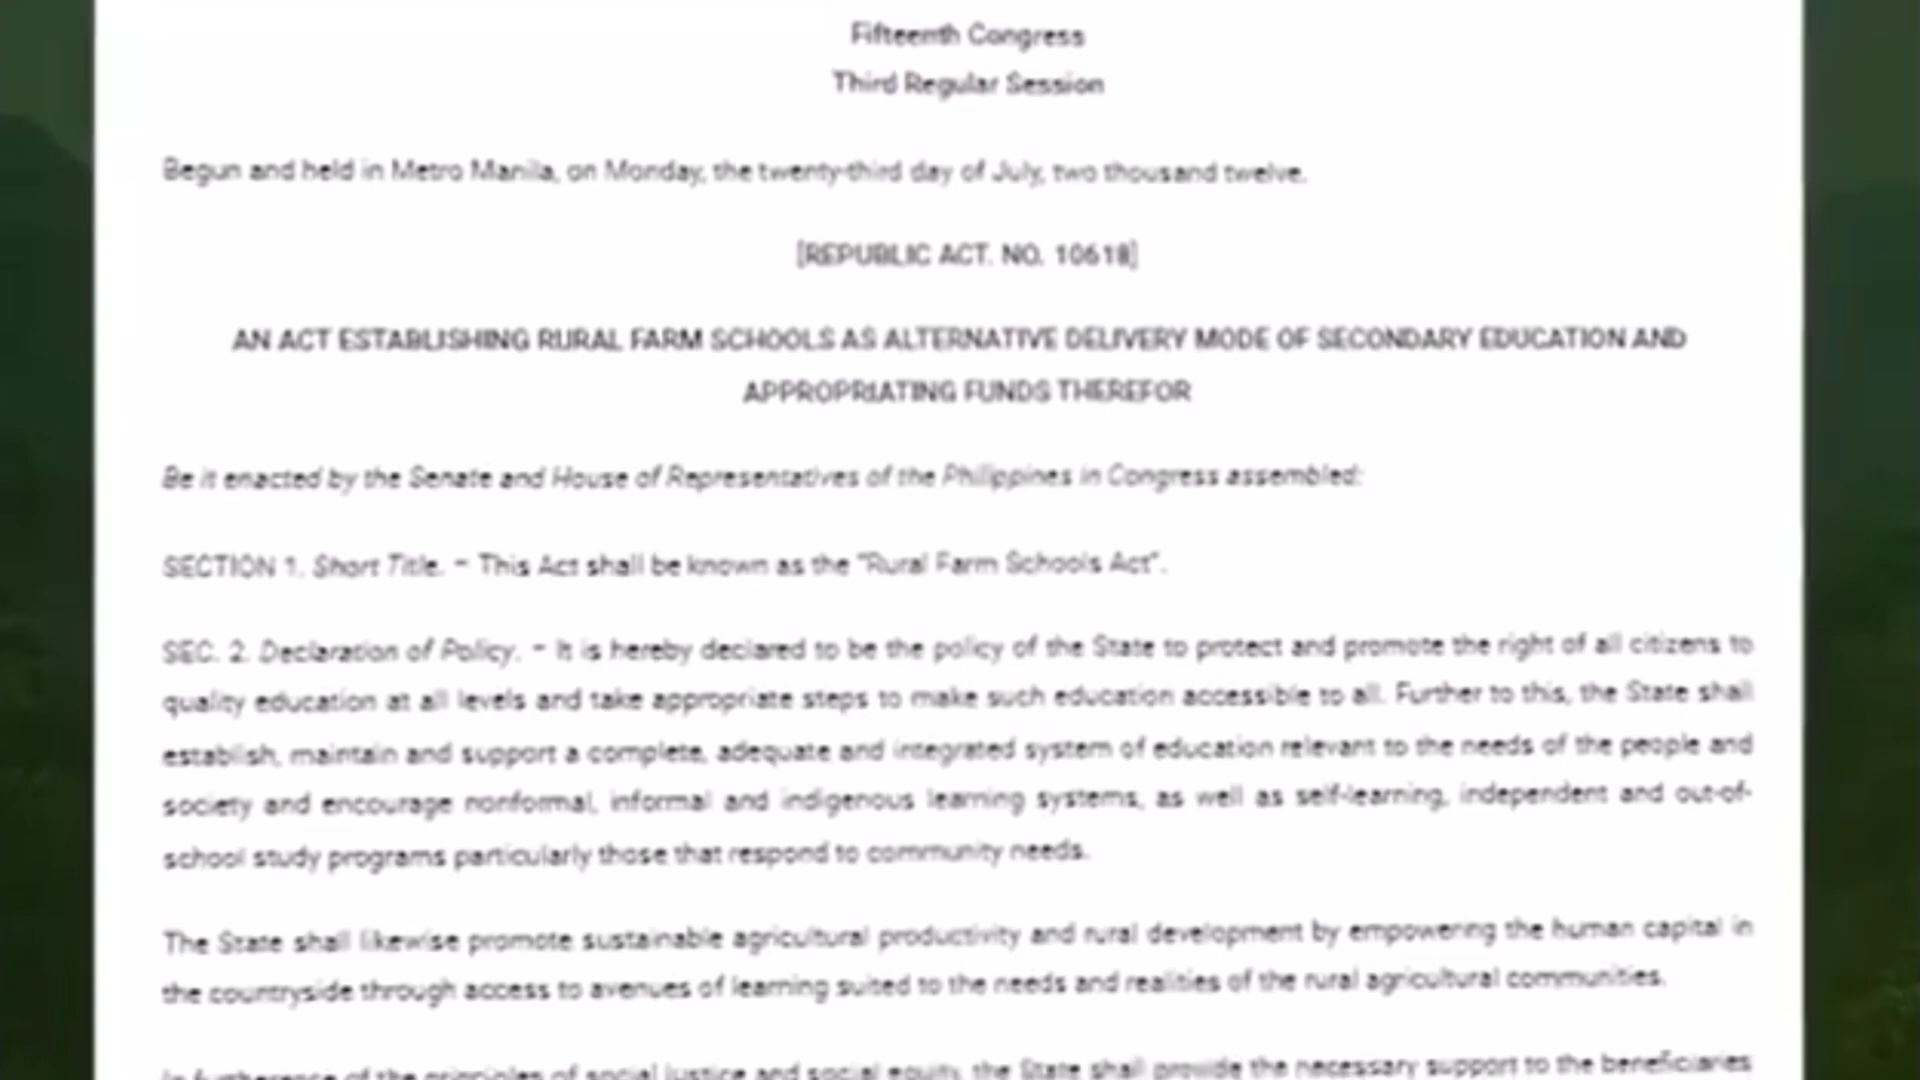 Fifteenth Congress
Third Regular Session
Begun and held in Metro Manila, on Monday, the twenty-third day of July, two thousand twelve.
[REPUBLIC ACT. NO. 10618]
AN ACT ESTABLISHING RURAL FARM SCHOOLS AS ALTERNATIVE DELIVERY MODE OF SECONDARY EDUCATION AND
APPROPRIATING FUNDS THEREFOR
Be it enacted by the Senate and House of Representatives of the Philippines in Congress assembled:
SECTION 1. Short Title. – This Act shall be known as the “Rural Farm Schools Act”.
SEC. 2. Declaration of Policy. – It is hereby declared to be the policy of the State to protect and promote the right of all citizens to
quality education at all levels and take appropriate steps to make such education accessible to all. Further to this, the State shall
establish, maintain and support a complete, adequate and integrated system of education relevant to the needs of the people and
society and encourage nonformal, informal and indigenous learning systems, as well as self-learning, independent and out-of-
school study programs particularly those that respond to community needs.
The State shall likewise promote sustainable agricultural productivity and rural development by empowering the human capital in
the countryside through access to avenues of learning suited to the needs and realities of the rural agricultural communities.
In furtherance of the principles of social justice and social equity, the State shall provide the necessary support to the beneficiaries